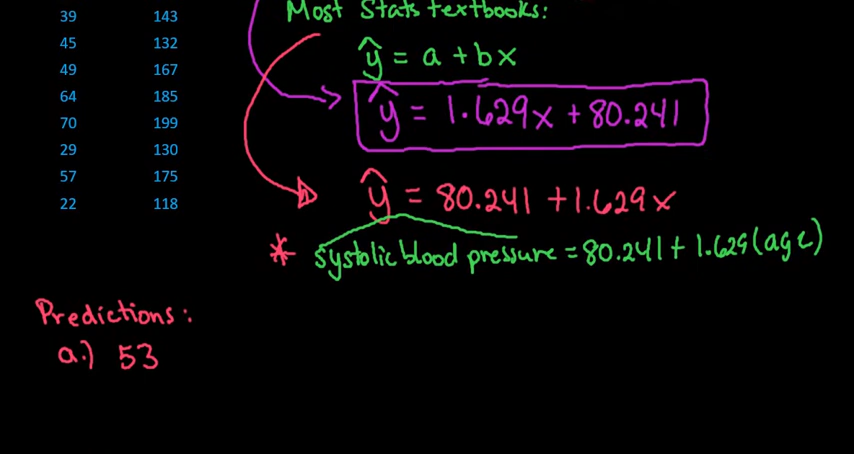 Most Stats textbooks:
39 143
45 132
49 167
64 185
70 199
29 130
57 175
22 118
ŷ = a + bx
ŷ = 1.629x + 80.241
ŷ = 80.241 + 1.629x
* systolic blood pressure = 80.241 + 1.629(age)
Predictions:
a.) 53